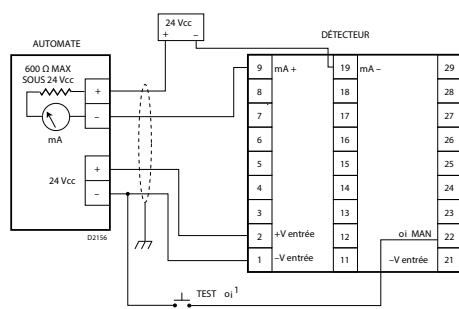 24 Vcc
+ –
AUTOMATE
DÉTECTEUR
600 Ω MAX
SOUS 24 Vcc
+
–
mA
24 Vcc
+
–
D2156
9 mA + 19 mA – 29
8 18 28
7 17 27
6 16 26
5 15 25
4 14 24
3 13 23
2 +V entrée 12 oi MAN 22
1 –V entrée 11 –V entrée 21
TEST oi 1